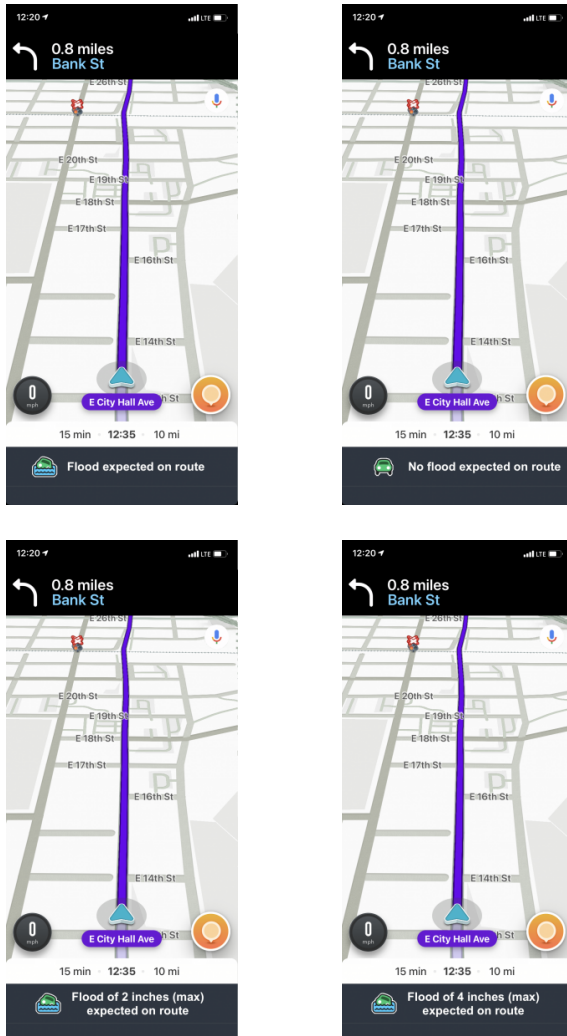 12:20
LTE
0.8 miles
Bank St
E 26th St
E 20th St
E 19th St
E 18th St
E 17th St
E 16th St
E 14th St
0
mph
E City Hall Ave
h St
15 min
12:35
10 mi
Flood expected on route
12:20
LTE
0.8 miles
Bank St
E 26th St
E 20th St
E 19th St
E 18th St
E 17th St
E 16th St
E 14th St
0
mph
E City Hall Ave
h St
15 min
12:35
10 mi
No flood expected on route
12:20
LTE
0.8 miles
Bank St
E 26th St
E 20th St
E 19th St
E 18th St
E 17th St
E 16th St
E 14th St
0
mph
E City Hall Ave
h St
15 min
12:35
10 mi
Flood of 2 inches (max)
expected on route
12:20
LTE
0.8 miles
Bank St
E 26th St
E 20th St
E 19th St
E 18th St
E 17th St
E 16th St
E 14th St
0
mph
E City Hall Ave
h St
15 min
12:35
10 mi
Flood of 4 inches (max)
expected on route